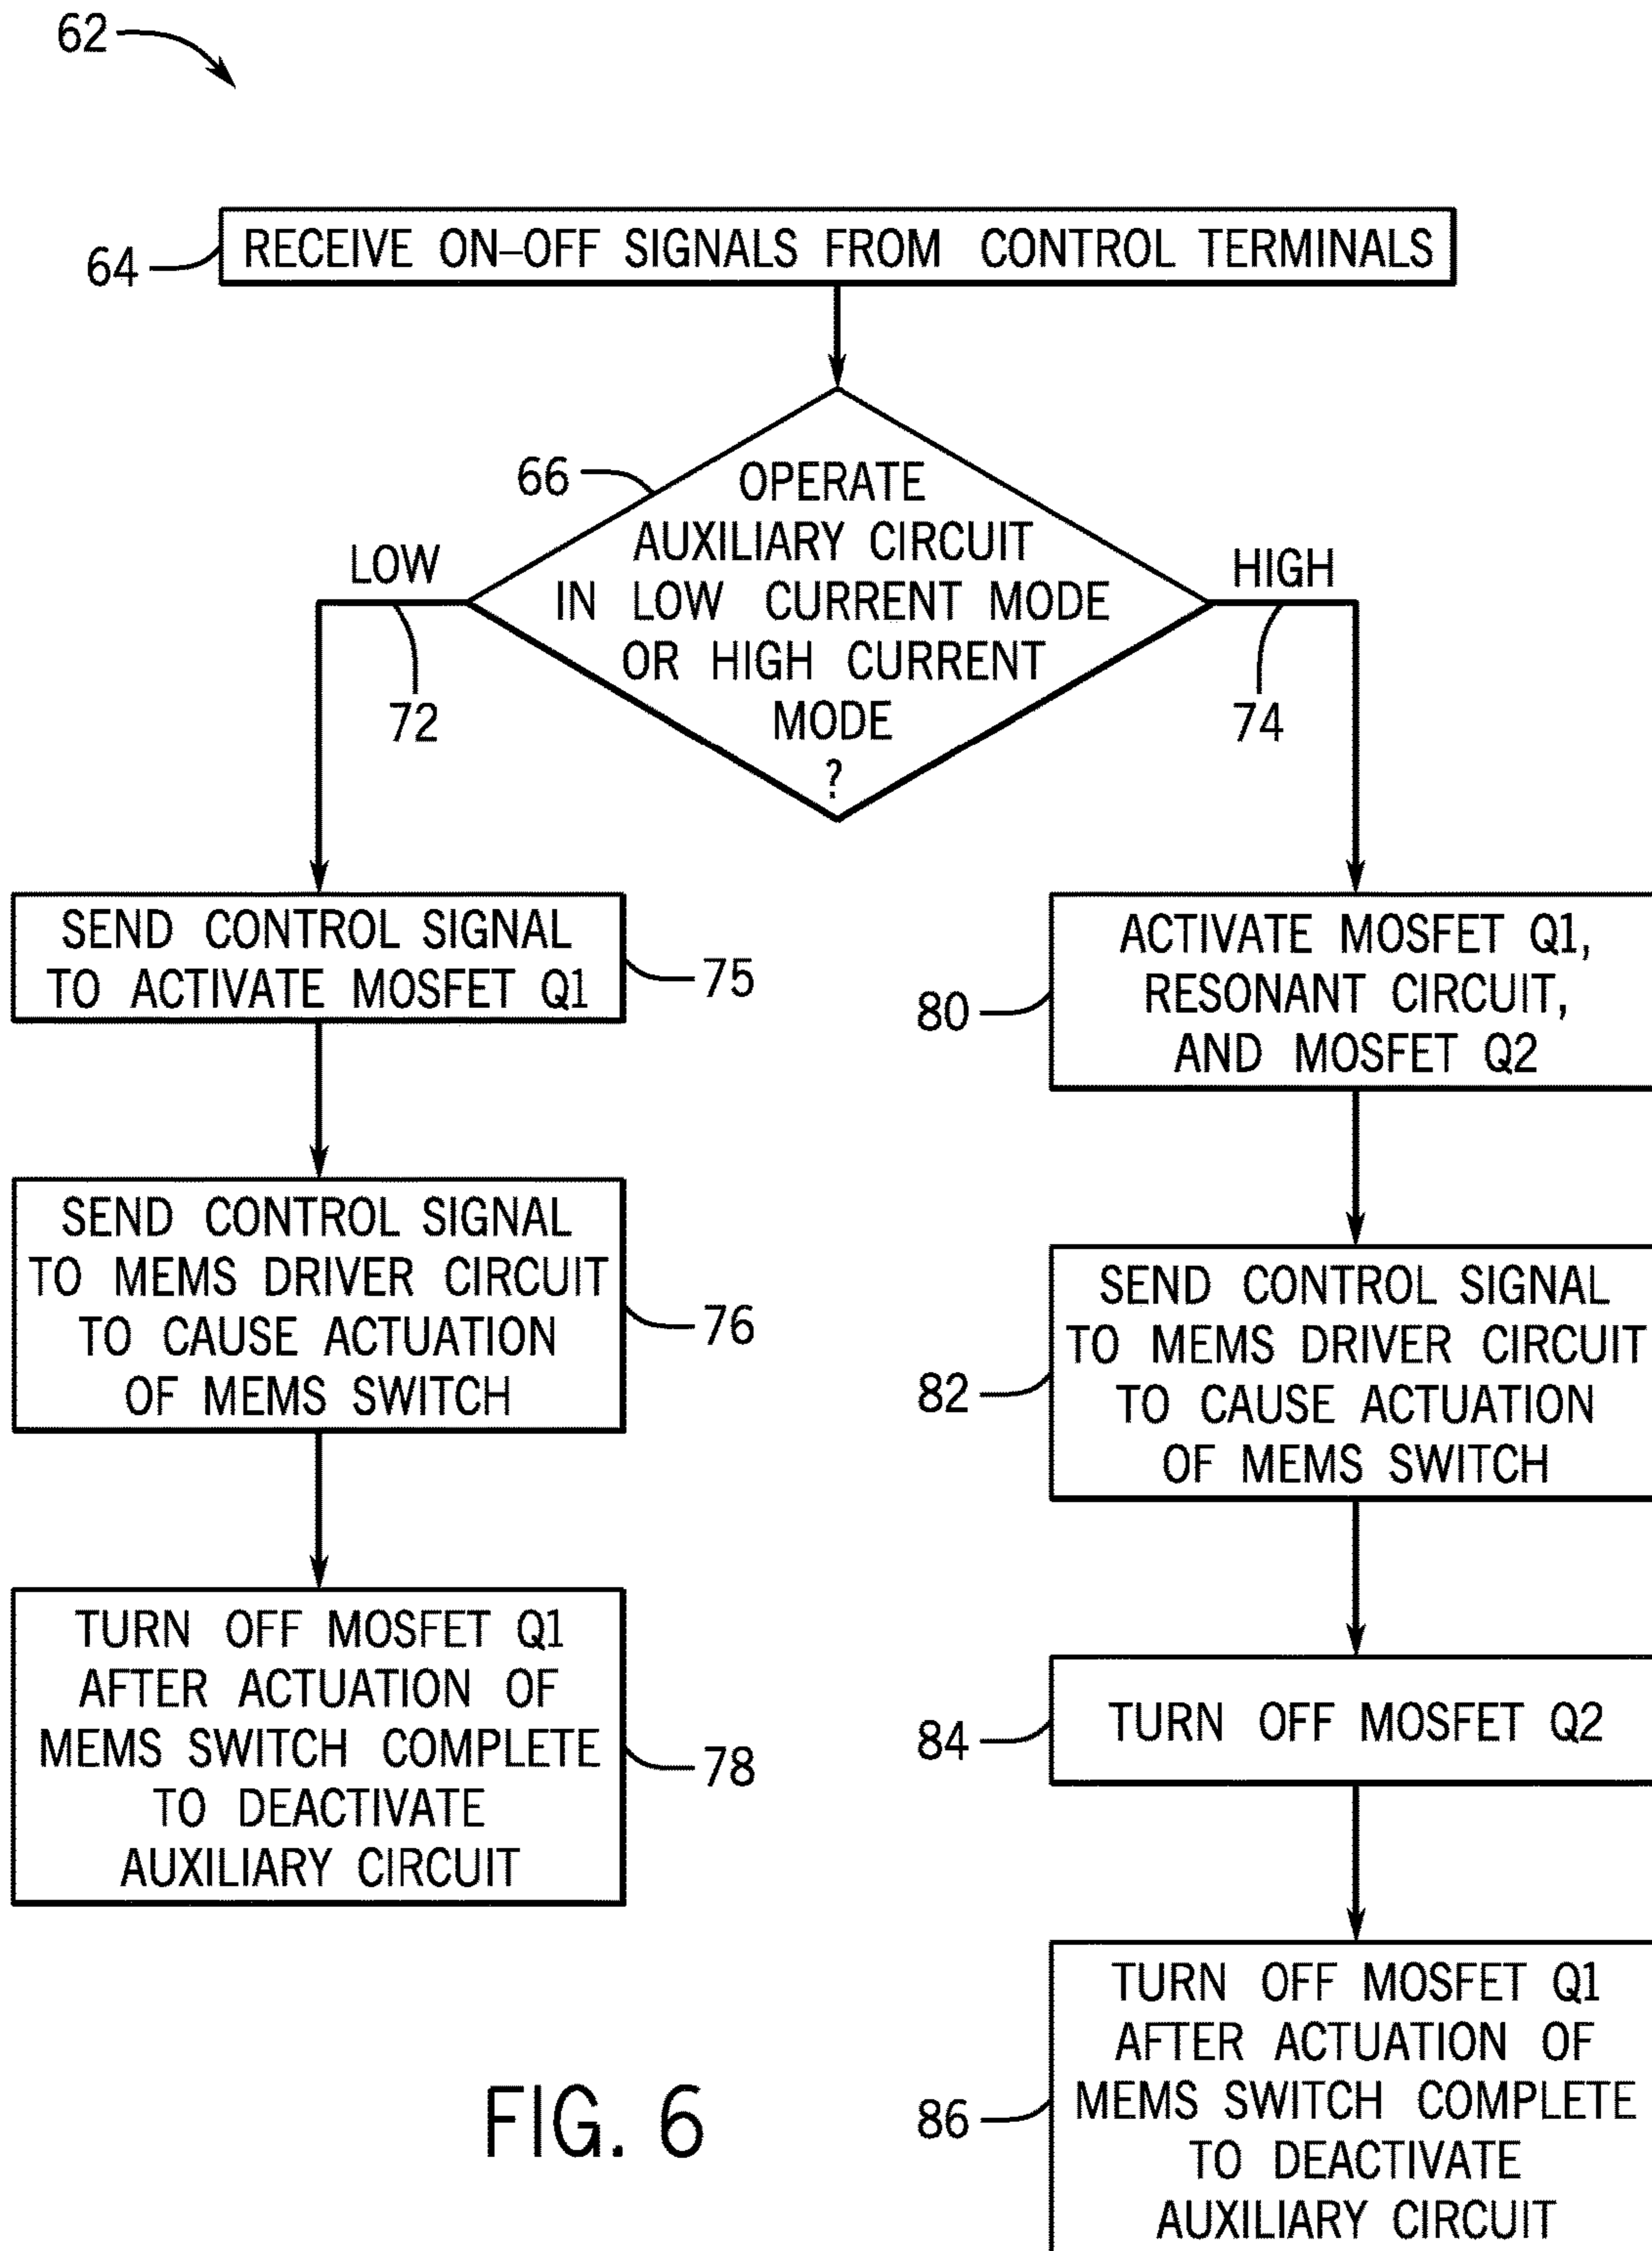 62
64
RECEIVE ON–OFF SIGNALS FROM CONTROL TERMINALS
66
OPERATE
AUXILIARY CIRCUIT
IN LOW CURRENT MODE
OR HIGH CURRENT
MODE
?
LOW
72
HIGH
74
SEND CONTROL SIGNAL
TO ACTIVATE MOSFET Q1
75
SEND CONTROL SIGNAL
TO MEMS DRIVER CIRCUIT
TO CAUSE ACTUATION
OF MEMS SWITCH
76
TURN OFF MOSFET Q1
AFTER ACTUATION OF
MEMS SWITCH COMPLETE
TO DEACTIVATE
AUXILIARY CIRCUIT
78
80
ACTIVATE MOSFET Q1,
RESONANT CIRCUIT,
AND MOSFET Q2
82
SEND CONTROL SIGNAL
TO MEMS DRIVER CIRCUIT
TO CAUSE ACTUATION
OF MEMS SWITCH
84
TURN OFF MOSFET Q2
86
TURN OFF MOSFET Q1
AFTER ACTUATION OF
MEMS SWITCH COMPLETE
TO DEACTIVATE
AUXILIARY CIRCUIT
FIG. 6